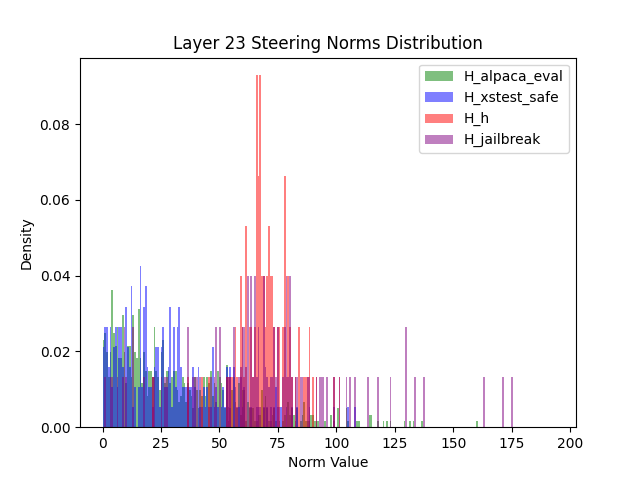 Layer 23 Steering Norms Distribution
H_alpaca_eval
H_xstest_safe
H_h
H_jailbreak
Density
0.08
0.06
0.04
0.02
0.00
0 25 50 75 100 125 150 175 200
Norm Value